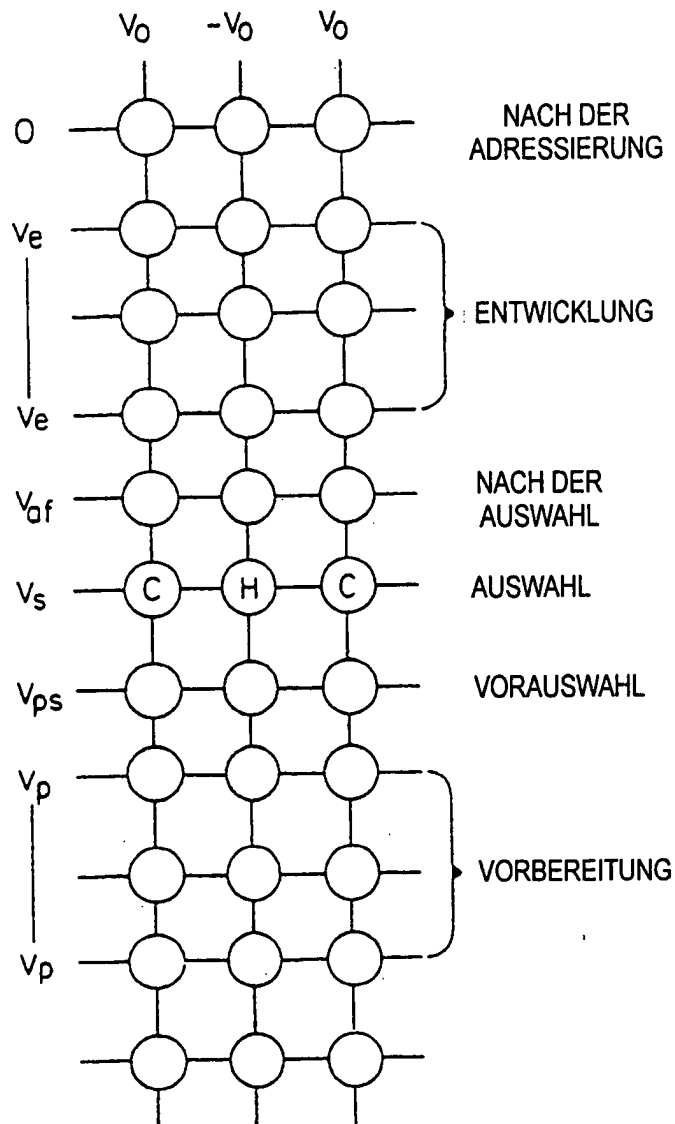 V₀ -V₀ V₀
0 NACH DER
ADRESSIERUNG
Ve
ENTWICKLUNG
Ve
Vaf NACH DER
AUSWAHL
Vs C H C AUSWAHL
Vps VORAUSWAHL
Vp
VORBEREITUNG
Vp